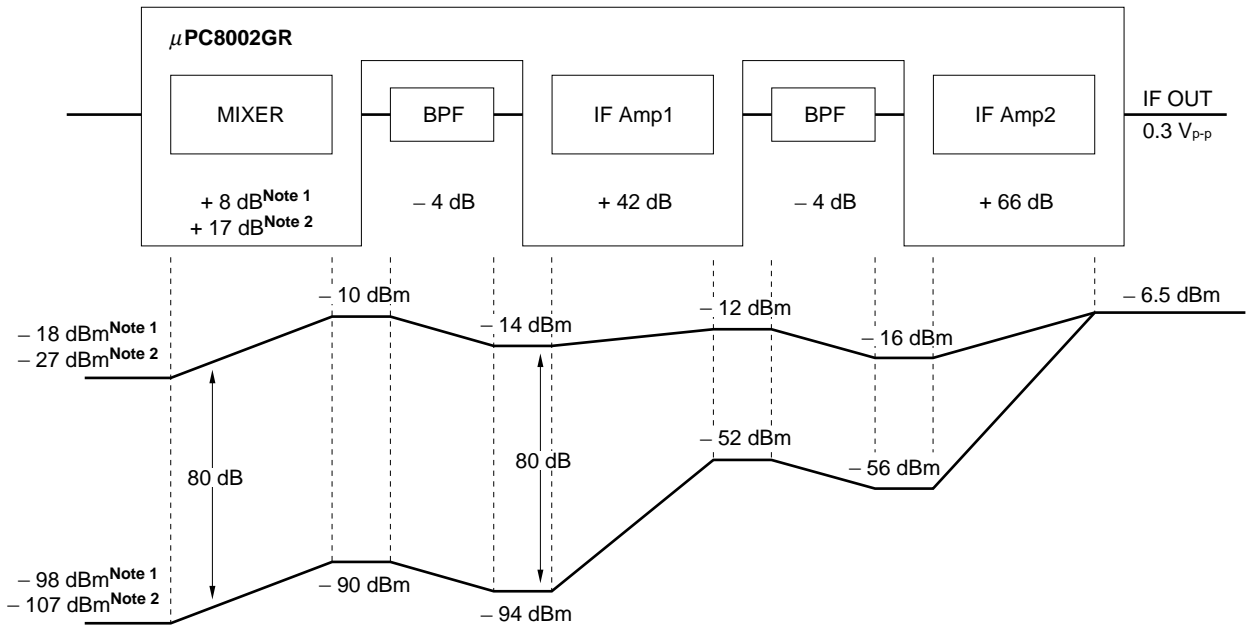 μPC8002GR
MIXER
BPF
IF Amp1
BPF
IF Amp2
IF OUT
0.3 Vp-p
+ 8 dBNote 1
+ 17 dBNote 2
– 4 dB
+ 42 dB
– 4 dB
+ 66 dB
– 18 dBmNote 1
– 27 dBmNote 2
– 10 dBm
– 14 dBm
– 12 dBm
– 16 dBm
– 6.5 dBm
80 dB
80 dB
– 52 dBm
– 56 dBm
– 98 dBmNote 1
– 107 dBmNote 2
– 90 dBm
– 94 dBm